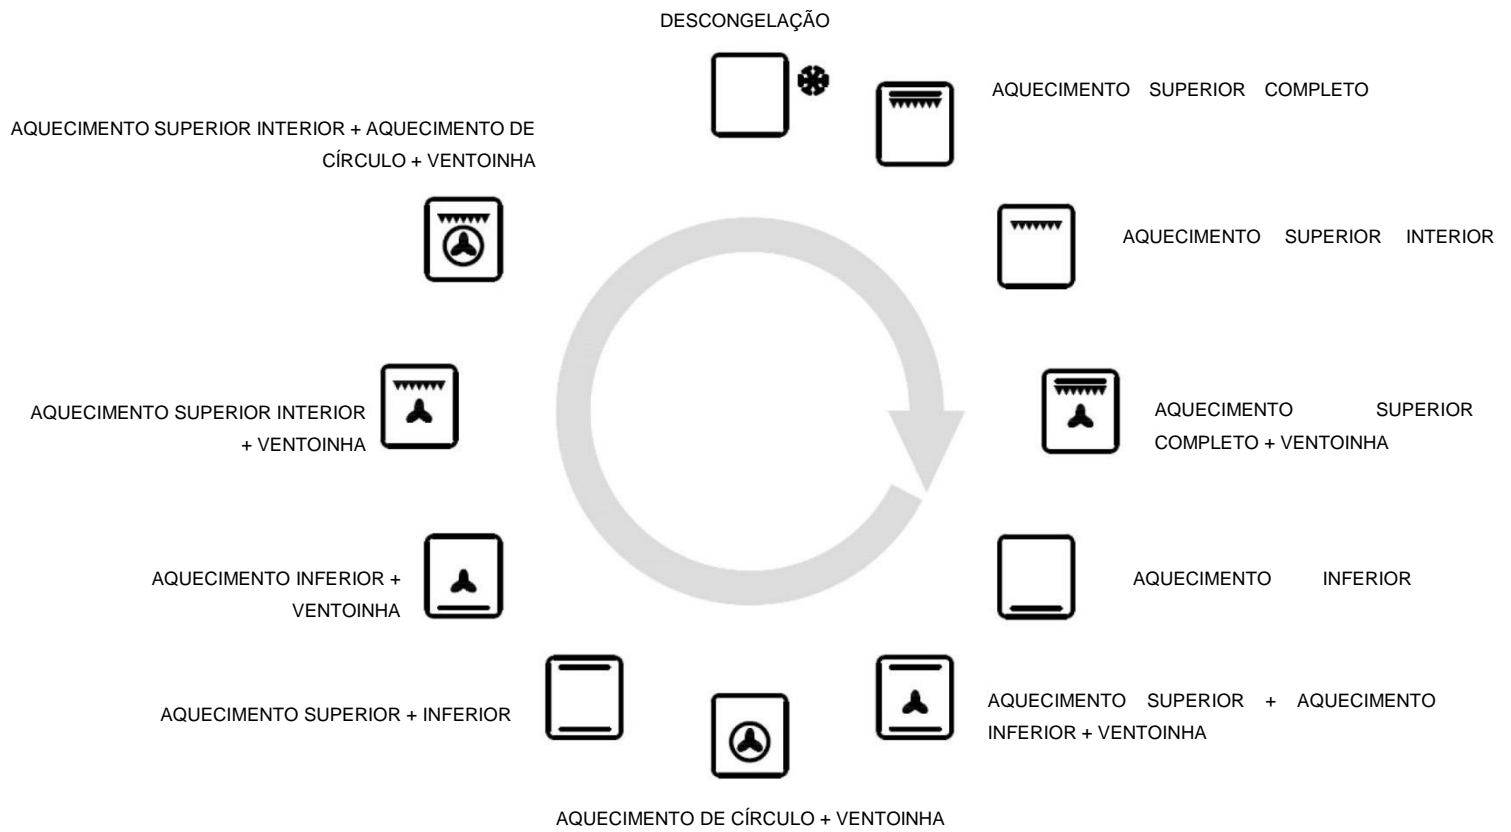 DESCONGELAÇÃO
AQUECIMENTO SUPERIOR COMPLETO
AQUECIMENTO SUPERIOR INTERIOR + AQUECIMENTO DE
CÍRCULO + VENTOINHA
AQUECIMENTO SUPERIOR INTERIOR
AQUECIMENTO SUPERIOR INTERIOR
+ VENTOINHA
AQUECIMENTO SUPERIOR
COMPLETO + VENTOINHA
AQUECIMENTO INFERIOR +
VENTOINHA
AQUECIMENTO INFERIOR
AQUECIMENTO SUPERIOR + INFERIOR
AQUECIMENTO SUPERIOR + AQUECIMENTO
INFERIOR + VENTOINHA
AQUECIMENTO DE CÍRCULO + VENTOINHA